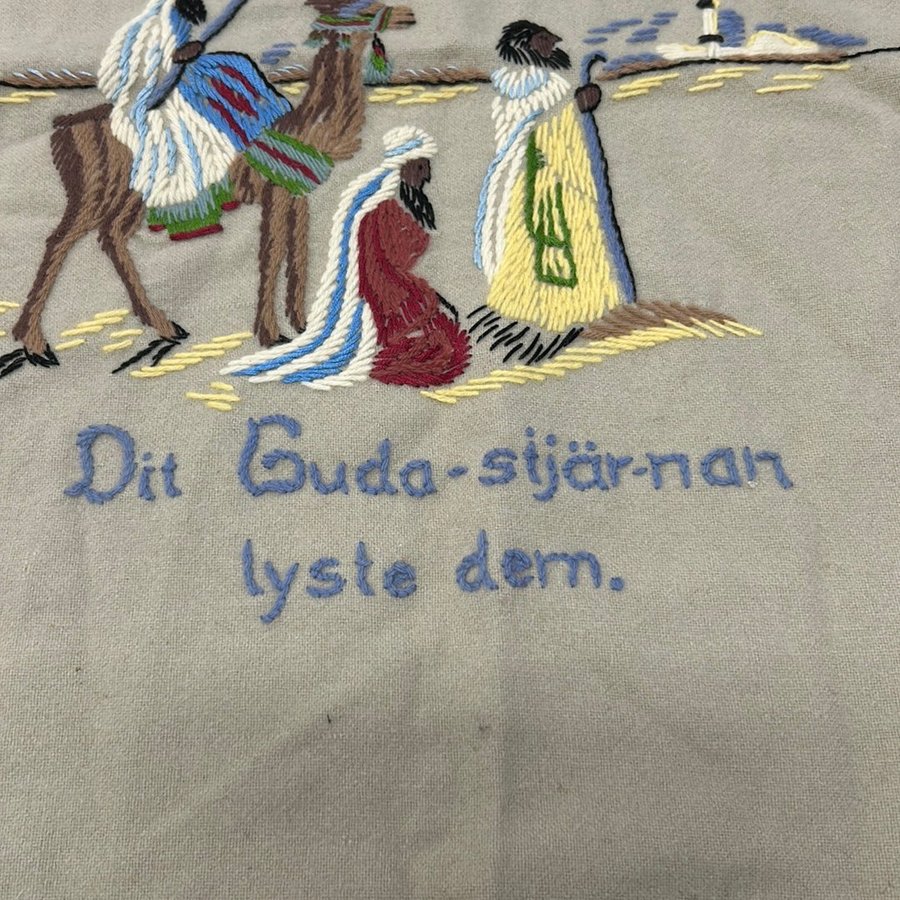 Dit Guda-stjär-nan
lyste dem.